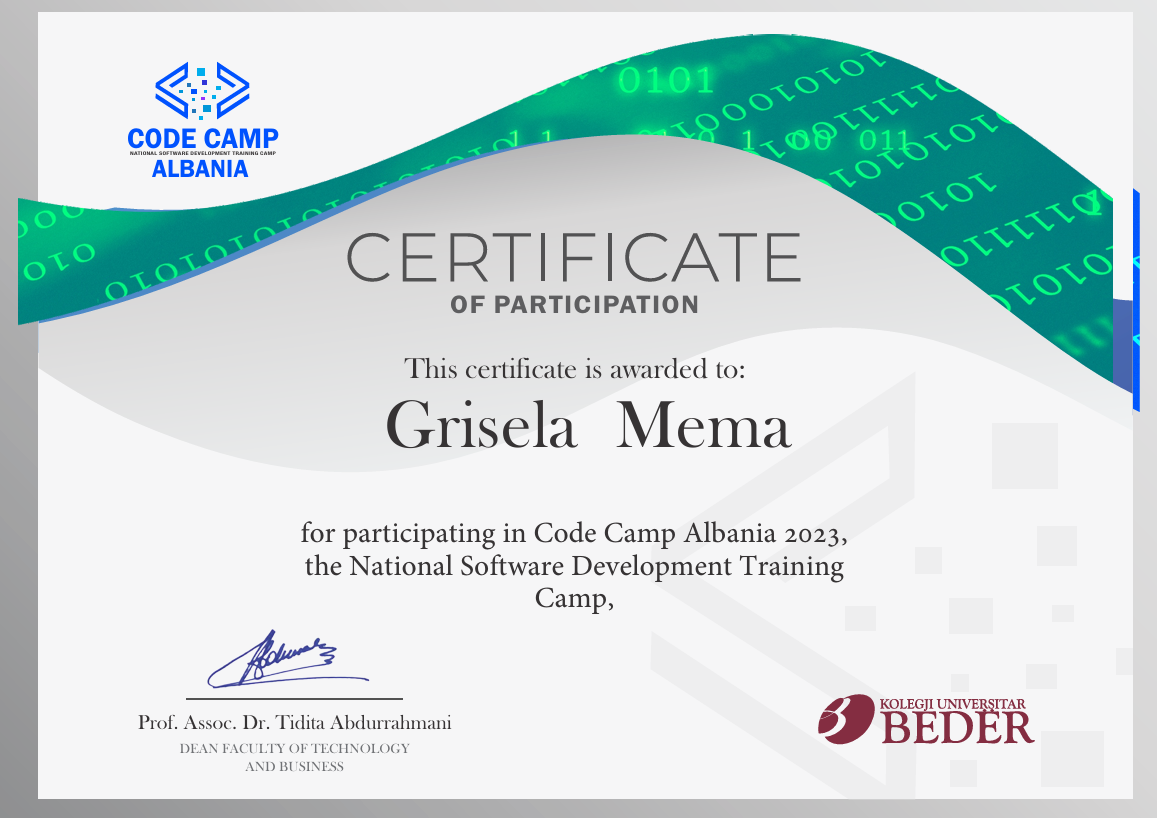 CODE CAMP
NATIONAL SOFTWARE DEVELOPMENT TRAINING CAMP
ALBANIA
CERTIFICATE
OF PARTICIPATION
This certificate is awarded to:
Grisela Mema
for participating in Code Camp Albania 2023,
the National Software Development Training
Camp,
Prof. Assoc. Dr. Tidita Abdurrahmani
DEAN FACULTY OF TECHNOLOGY
AND BUSINESS
KOLEGJI UNIVERSITAR
BEDËR